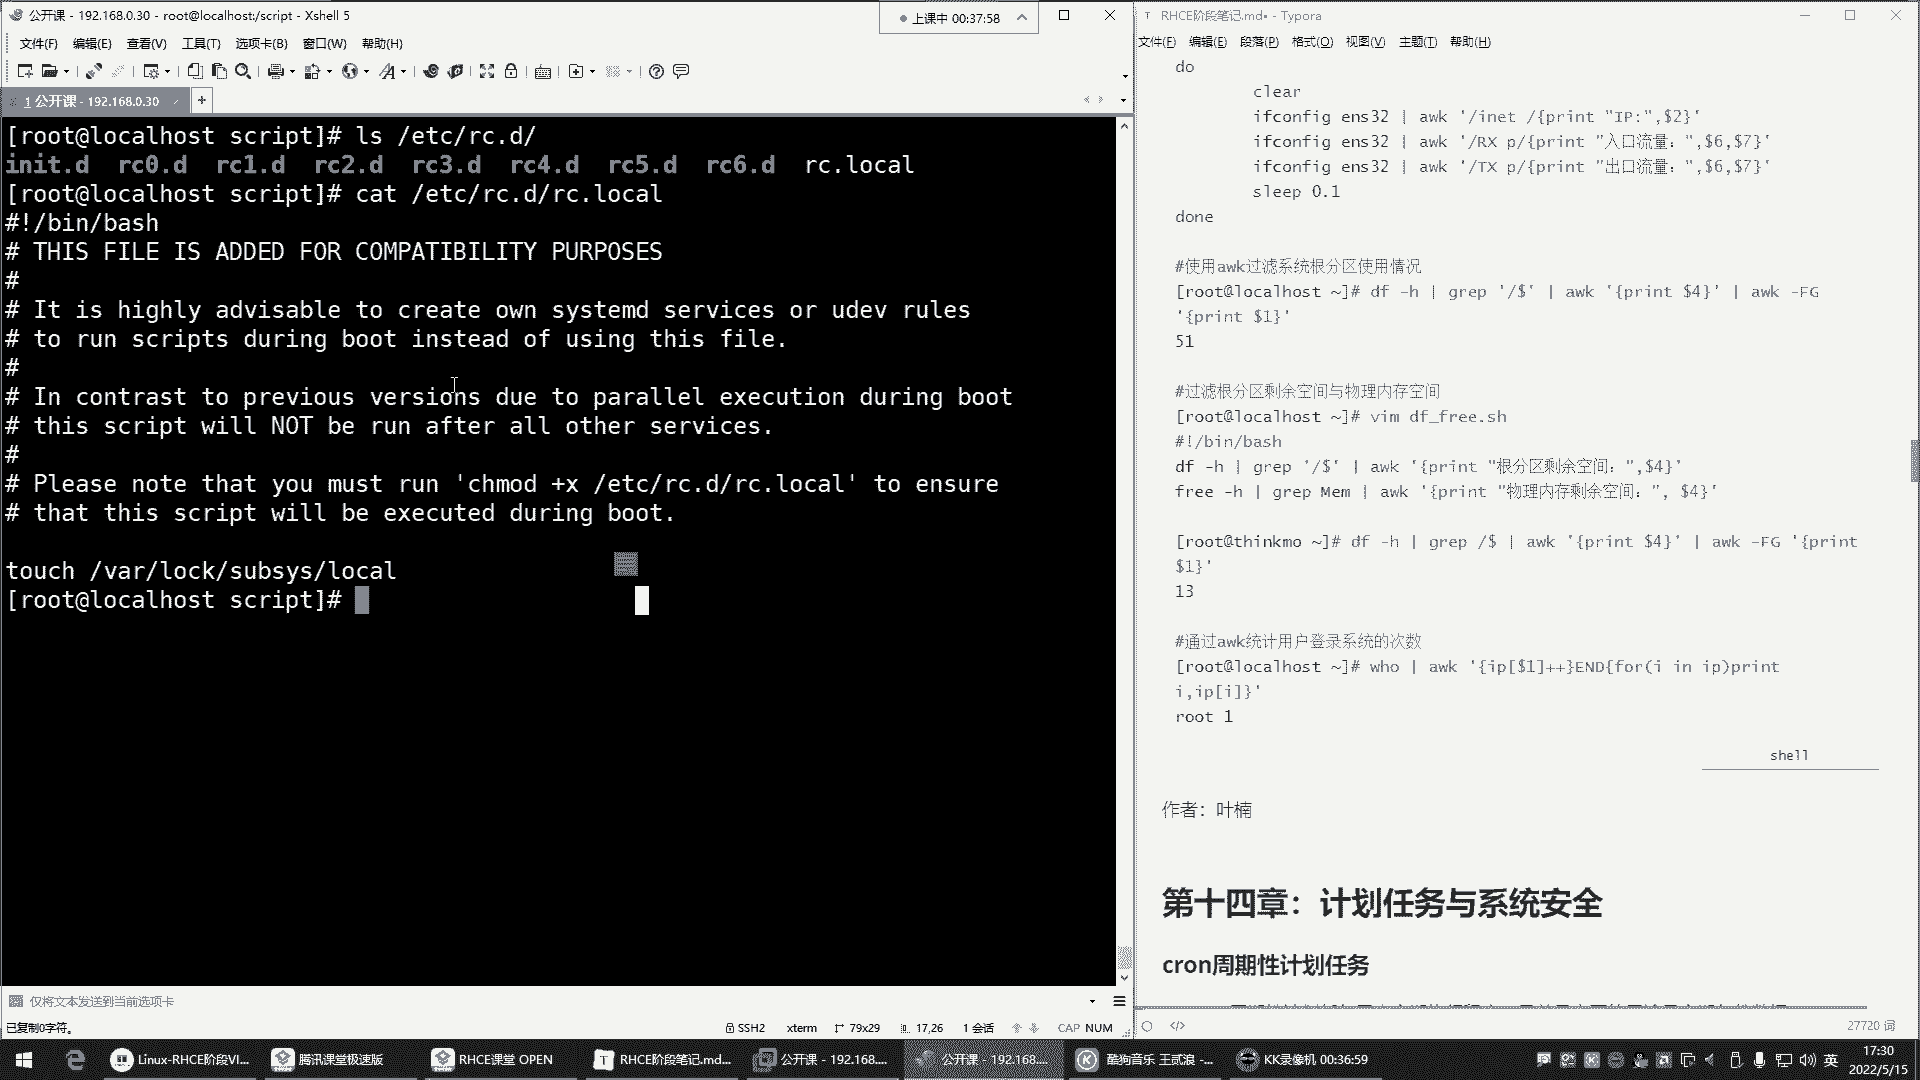 公开课 - 192.168.0.30 - root@localhost:/script - Xshell 5
上课中 00:37:58
文件(F) 编辑(E) 查看(V) 工具(T) 选项卡(B) 窗口(W) 帮助(H)
1 公开课 - 192.168.0.30
[root@localhost script]# ls /etc/rc.d/
init.d rc0.d rc1.d rc2.d rc3.d rc4.d rc5.d rc6.d rc.local
[root@localhost script]# cat /etc/rc.d/rc.local
#!/bin/bash
# THIS FILE IS ADDED FOR COMPATIBILITY PURPOSES
#
# It is highly advisable to create own systemd services or udev rules
# to run scripts during boot instead of using this file.
#
# In contrast to previous versions due to parallel execution during boot
# this script will NOT be run after all other services.
#
# Please note that you must run 'chmod +x /etc/rc.d/rc.local' to ensure
# that this script will be executed during boot.
touch /var/lock/subsys/local
[root@localhost script]#
仅将文本发送到当前选项卡
已复制0字符。
SSH2 xterm 79x29 17,26 1 会话 CAP NUM
RHCE阶段笔记.md• - Typora
文件(F) 编辑(E) 段落(P) 格式(O) 视图(V) 主题(T) 帮助(H)
do
clear
ifconfig ens32 | awk '/inet /{print "IP:",$2}'
ifconfig ens32 | awk '/RX p/{print "入口流量：",$6,$7}'
ifconfig ens32 | awk '/TX p/{print "出口流量：",$6,$7}'
sleep 0.1
done
#使用awk过滤系统根分区使用情况
[root@localhost ~]# df -h | grep '/$' | awk '{print $4}' | awk -FG
'{print $1}'
51
#过滤根分区剩余空间与物理内存空间
[root@localhost ~]# vim df_free.sh
#!/bin/bash
df -h | grep '/$' | awk '{print "根分区剩余空间：",$4}'
free -h | grep Mem | awk '{print "物理内存剩余空间：", $4}'
[root@thinkmo ~]# df -h | grep /$ | awk '{print $4}' | awk -FG '{print
$1}'
13
#通过awk统计用户登录系统的次数
[root@localhost ~]# who | awk '{ip[$1]++}END{for(i in ip)print
i,ip[i]}'
root 1
shell
作者：叶楠
第十四章：计划任务与系统安全
cron周期性计划任务
27720 词
Linux-RHCE阶段VI... 腾讯课堂极速版 RHCE课堂 OPEN RHCE阶段笔记.md... 公开课 - 192.168.... 公开课 - 192.168.... 酷狗音乐 王贰浪 -... KK录像机 00:36:59
英
17:30
2022/5/15